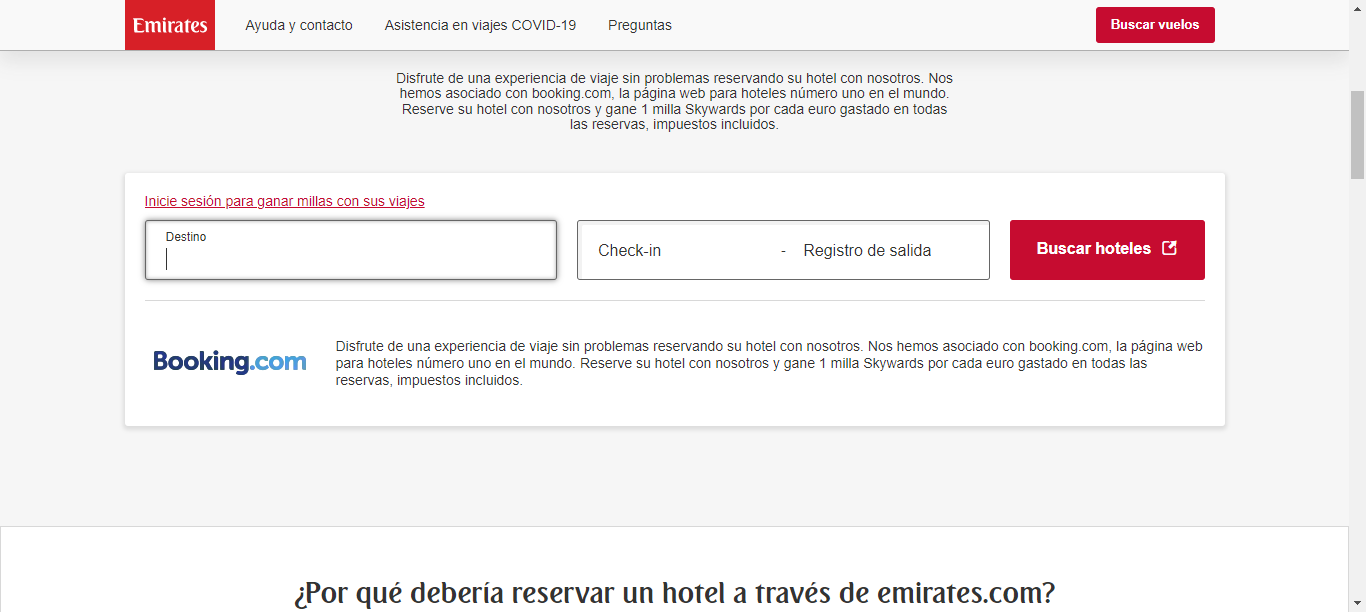 Emirates
Ayuda y contacto
Asistencia en viajes COVID-19
Preguntas
Buscar vuelos
Disfrute de una experiencia de viaje sin problemas reservando su hotel con nosotros. Nos
hemos asociado con booking.com, la página web para hoteles número uno en el mundo.
Reserve su hotel con nosotros y gane 1 milla Skywards por cada euro gastado en todas
las reservas, impuestos incluidos.
Inicie sesión para ganar millas con sus viajes
Destino
Check-in - Registro de salida
Buscar hoteles
Booking.com
Disfrute de una experiencia de viaje sin problemas reservando su hotel con nosotros. Nos hemos asociado con booking.com, la página web
para hoteles número uno en el mundo. Reserve su hotel con nosotros y gane 1 milla Skywards por cada euro gastado en todas las
reservas, impuestos incluidos.
¿Por qué debería reservar un hotel a través de emirates.com?